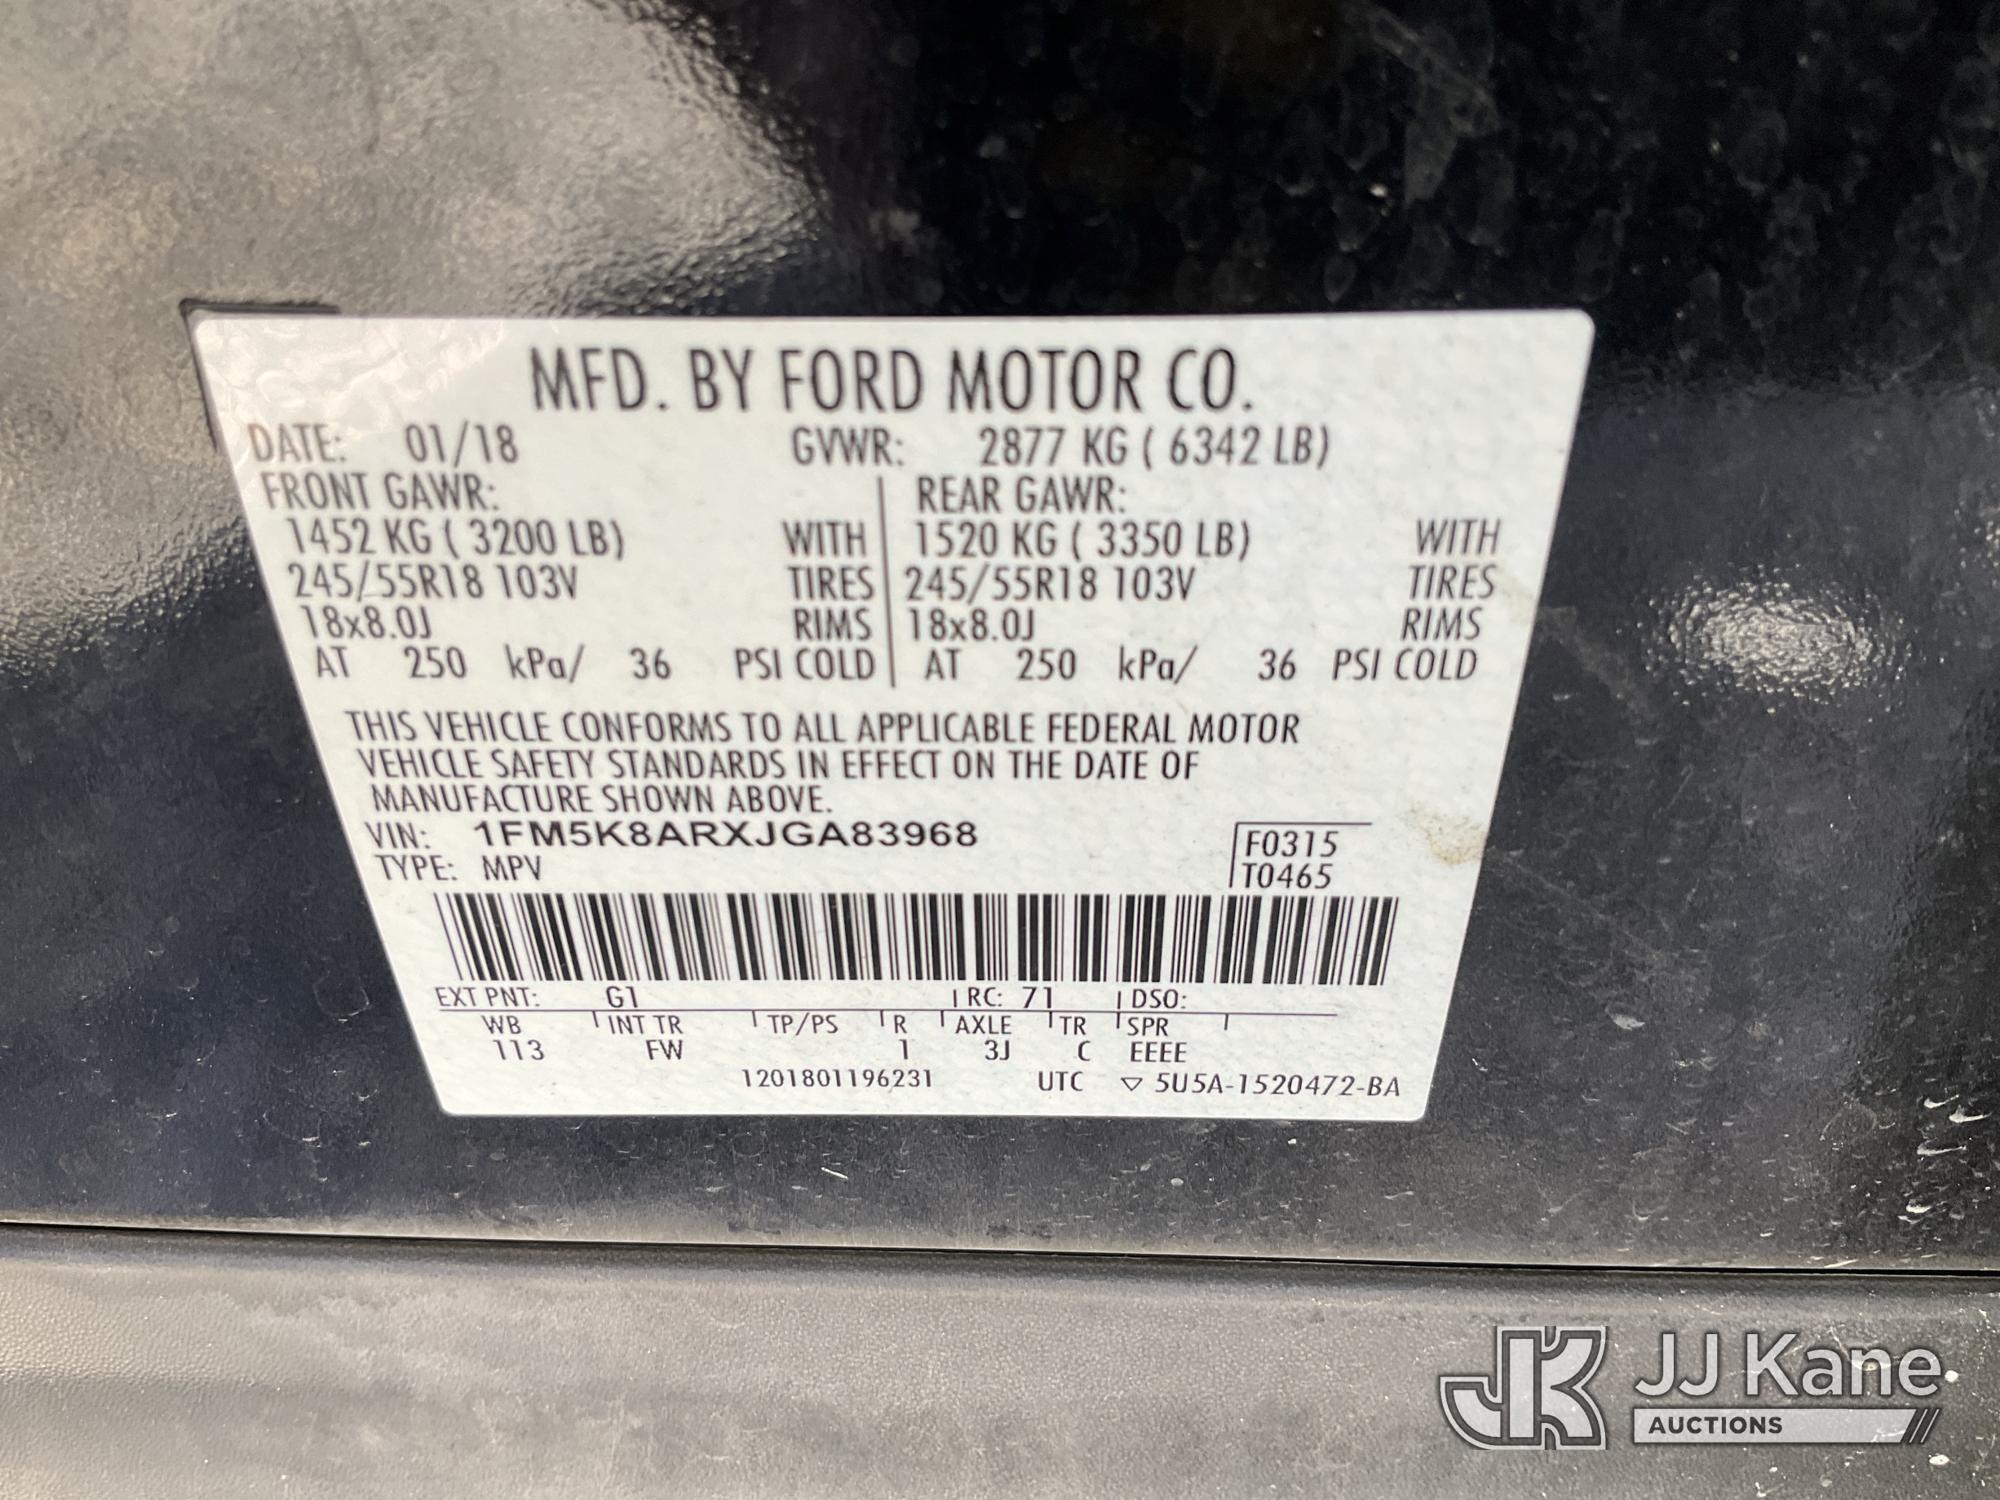 MFD. BY FORD MOTOR CO.
DATE: 01/18 GVWR: 2877 KG ( 6342 LB)
FRONT GAWR: REAR GAWR:
1452 KG ( 3200 LB) WITH 1520 KG ( 3350 LB) WITH
245/55R18 103V TIRES 245/55R18 103V TIRES
18x8.0J RIMS 18x8.0J RIMS
AT 250 kPa/ 36 PSI COLD AT 250 kPa/ 36 PSI COLD
THIS VEHICLE CONFORMS TO ALL APPLICABLE FEDERAL MOTOR
VEHICLE SAFETY STANDARDS IN EFFECT ON THE DATE OF
MANUFACTURE SHOWN ABOVE.
VIN: 1FM5K8ARXJGA83968 F0315
TYPE: MPV T0465
EXT PNT: G1 RC: 71 DSO:
WB INT TR TP/PS R AXLE TR SPR
113 FW 1 3J C EEEE
1201801196231 UTC ▽ 5U5A-1520472-BA
JK JJ Kane
AUCTIONS